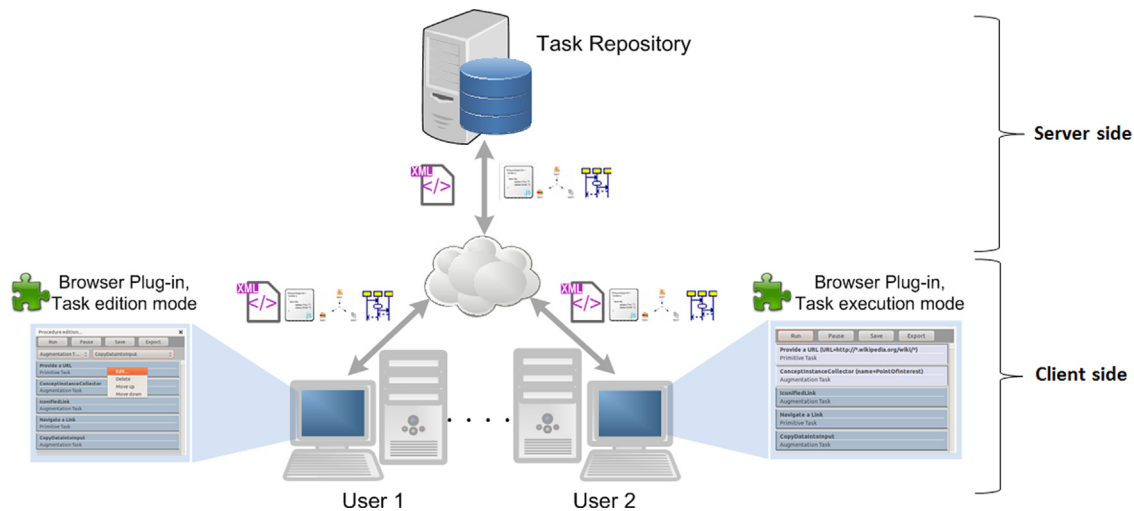 Task Repository
Server side
XML
Browser Plug-in,
Task edition mode
XML
XML
Browser Plug-in,
Task execution mode
Procedure edition...
Run Pause Save Export
Augmentation T... CopyDataIntoInput
Provide a URL
Primitive Task
Edit...
Delete
Move up
Move down
ConceptInstanceCollector
Augmentation Task
IconifiedLink
Augmentation Task
Navigate a Link
Primitive Task
CopyDataIntoInput
Augmentation Task
Run Pause Save Export
Provide a URL (URL=http://*.wikipedia.org/wiki/*)
Primitive Task
ConceptInstanceCollector (name=PointOfInterest)
Augmentation Task
IconifiedLink
Augmentation Task
Navigate a Link
Primitive Task
CopyDataIntoInput
Augmentation Task
Client side
User 1
User 2